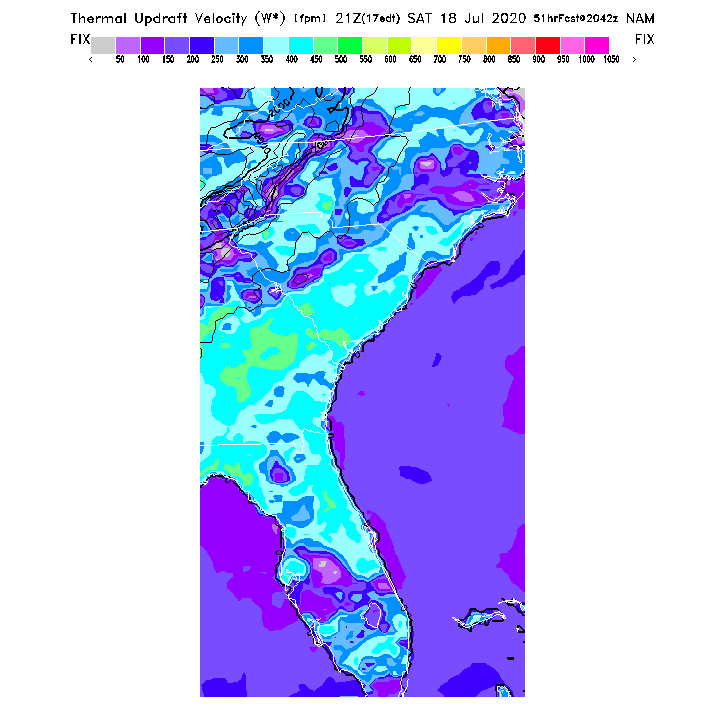 Thermal Updraft Velocity (W*) [fpm] 21Z(17edt) SAT 18 Jul 2020 51hrFcst@2042z NAM
FIX FIX
< 50 100 150 200 250 300 350 400 450 500 550 600 650 700 750 800 850 900 950 1000 1050 >